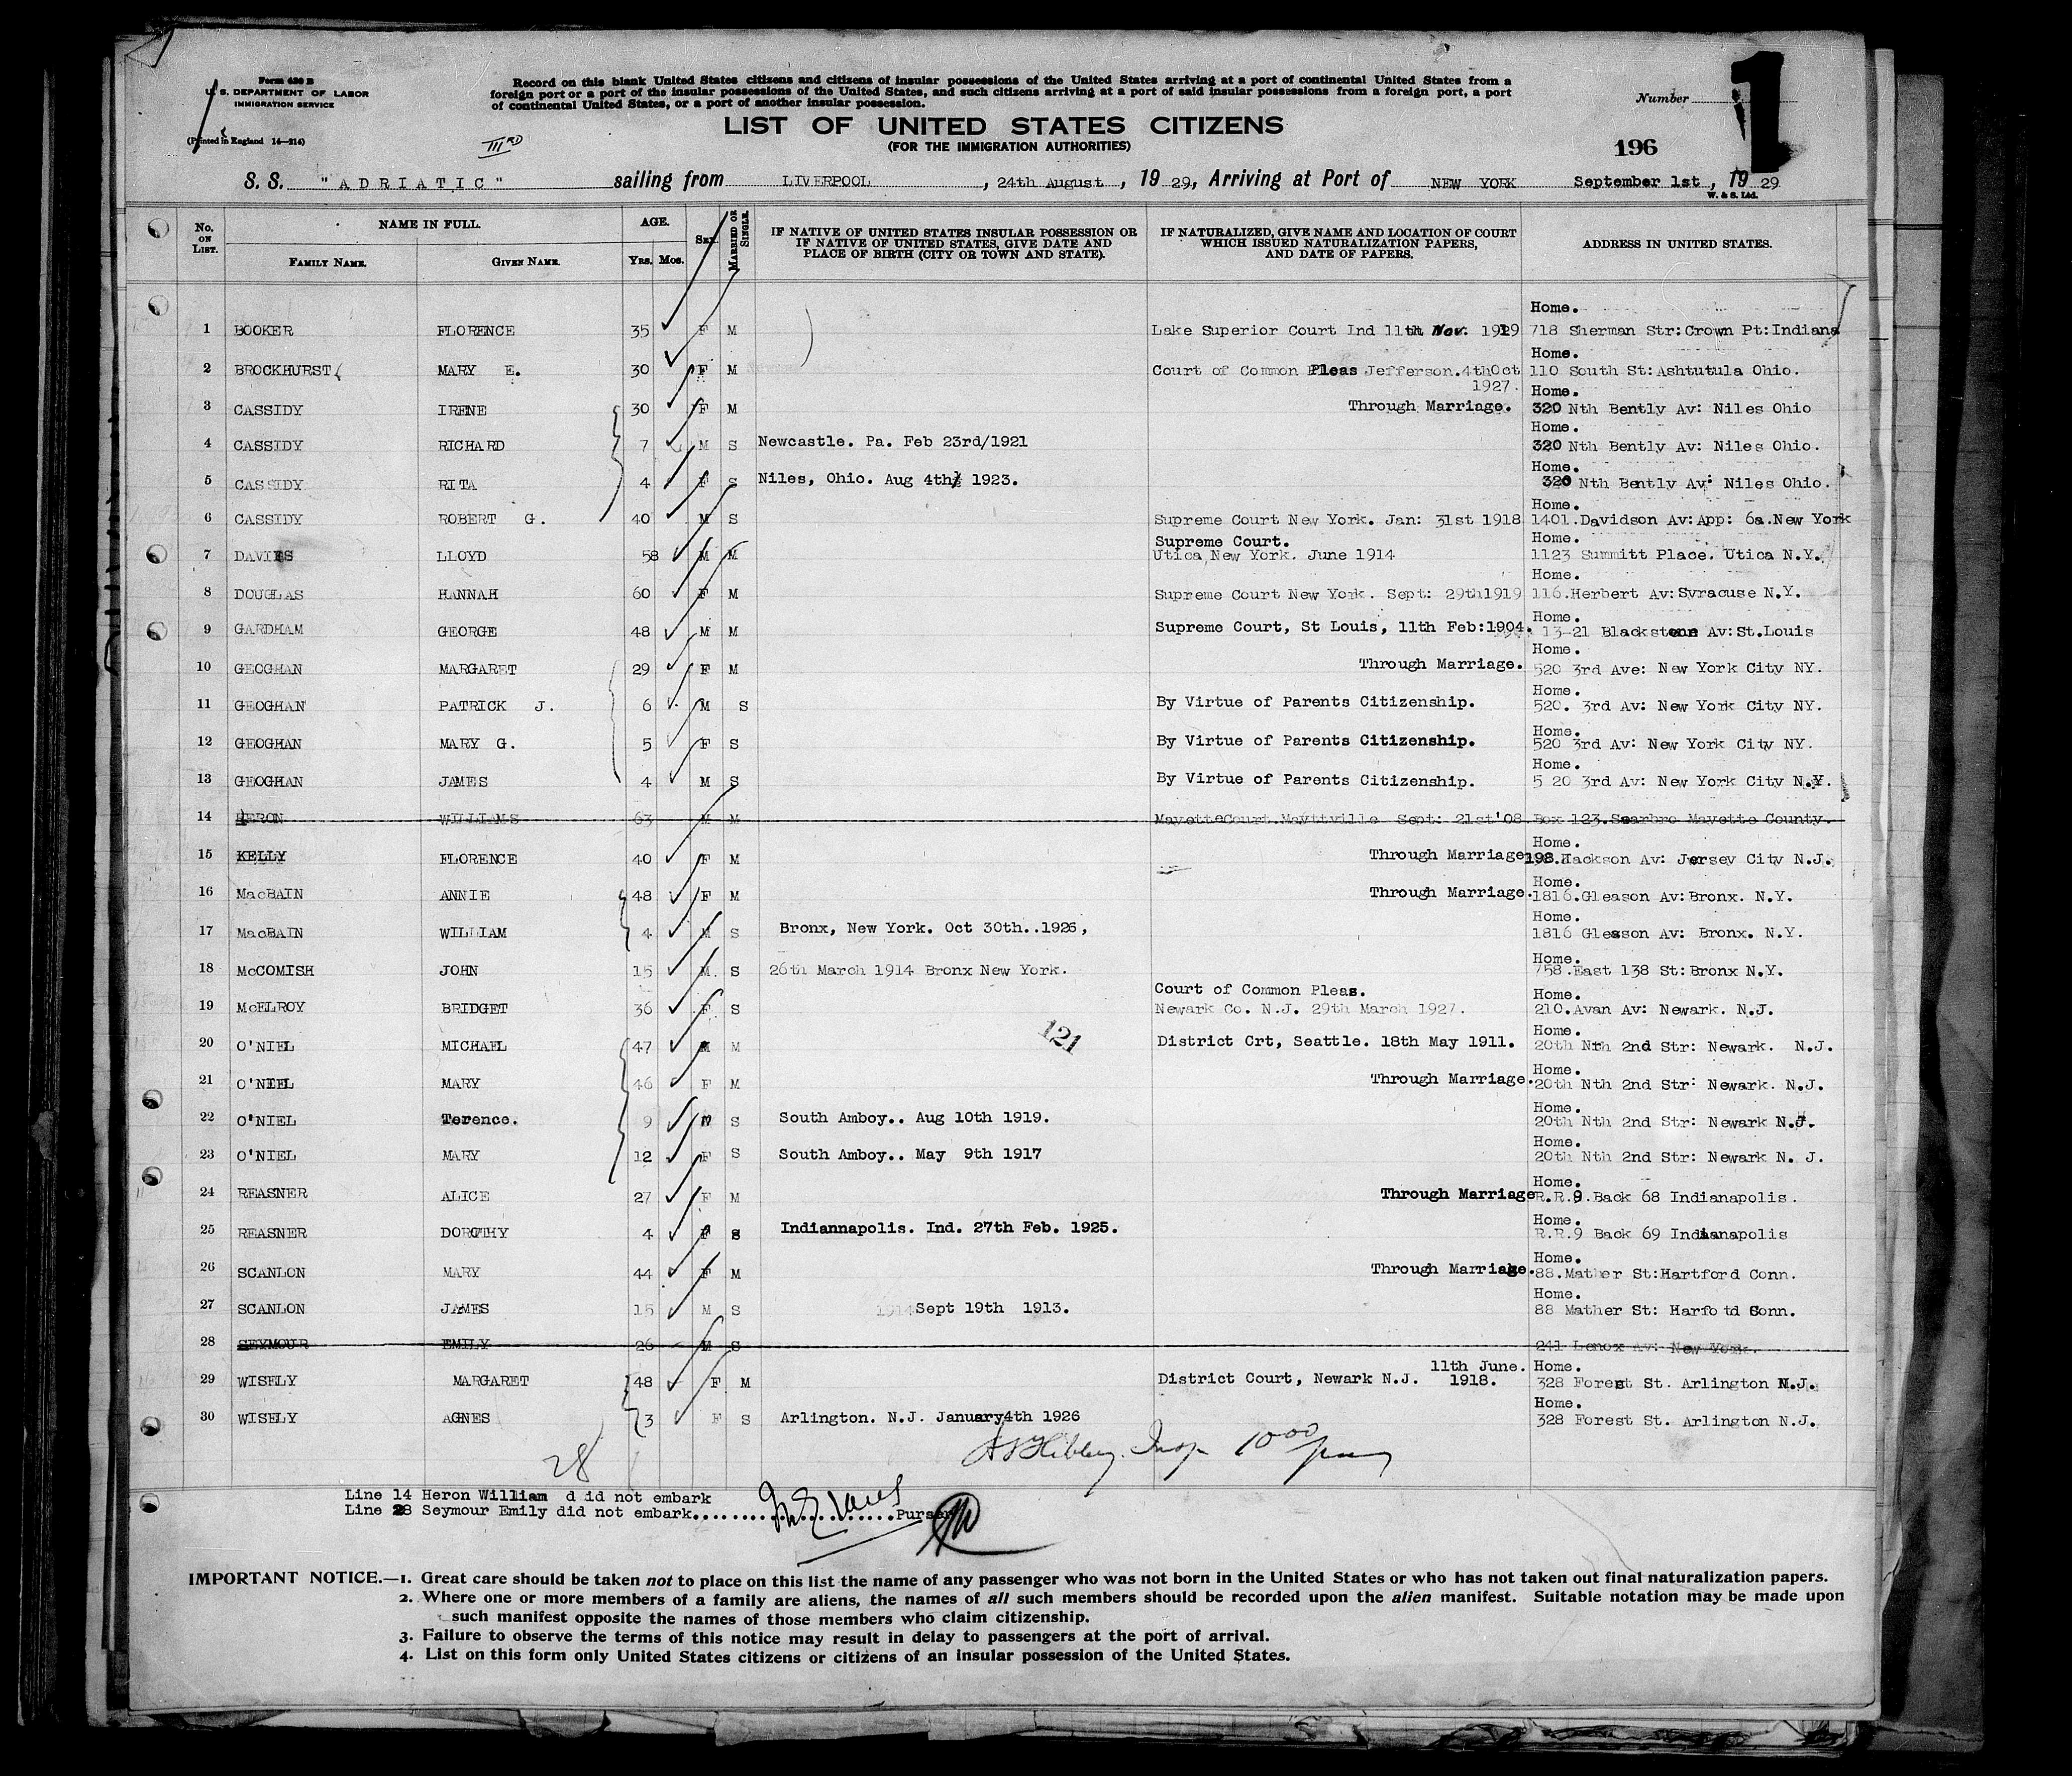 Form 630 B
U. S. DEPARTMENT OF LABOR
IMMIGRATION SERVICE
(Printed in England 14—214)
Record on this blank United States citizens and citizens of insular possessions of the United States arriving at a port of continental United States from a
foreign port or a port of the insular possessions of the United States, and such citizens arriving at a port of said insular possessions from a foreign port, a port
of continental United States, or a port of another insular possession.
Number 1
LIST OF UNITED STATES CITIZENS
(FOR THE IMMIGRATION AUTHORITIES)
IIIRD
196
S. S. "ADRIATIC" sailing from LIVERPOOL, 24th August, 19 29, Arriving at Port of NEW YORK September 1st, 19 29
W. & S. Ltd.
No. ON LIST. NAME IN FULL. FAMILY NAME. GIVEN NAME. AGE. Yrs. Mos. SEX. MARRIED OR SINGLE. IF NATIVE OF UNITED STATES INSULAR POSSESSION OR IF NATIVE OF UNITED STATES, GIVE DATE AND PLACE OF BIRTH (CITY OR TOWN AND STATE). IF NATURALIZED, GIVE NAME AND LOCATION OF COURT WHICH ISSUED NATURALIZATION PAPERS, AND DATE OF PAPERS. ADDRESS IN UNITED STATES.
Home.
1 BOOKER FLORENCE 35 F M Lake Superior Court Ind 11th Nov. 1919 718 Sherman Str:Crown Pt:Indiana
Home.
2 BROCKHURST MARY E. 30 F M Court of Common Pleas Jefferson.4thOct 110 South St:Ashtutula Ohio.
1927. Home.
3 CASSIDY IRENE 30 F M Through Marriage. 320 Nth Bently Av: Niles Ohio
Home.
4 CASSIDY RICHARD 7 M S Newcastle. Pa. Feb 23rd/1921 320 Nth Bently Av: Niles Ohio.
Home.
5 CASSIDY RITA 4 F S Niles, Ohio. Aug 4th 1923. 320 Nth Bently Av: Niles Ohio.
Home.
6 CASSIDY ROBERT G. 40 M S Supreme Court New York. Jan: 31st 1918 1401.Davidson Av:App: 6a.New York
Supreme Court. Home.
7 DAVIES LLOYD 58 M M Utica New York. June 1914 1123 Summitt Place. Utica N.Y.
Home.
8 DOUGLAS HANNAH 60 F M Supreme Court New York. Sept: 29th1919 116.Herbert Av:Syracuse N.Y.
Home.
9 GARDHAM GEORGE 48 M M Supreme Court, St Louis, 11th Feb:1904. 13-21 Blackstone Av:St.Louis
Home.
10 GEOGHAN MARGARET 29 F M Through Marriage. 520 3rd Ave: New York City NY.
Home.
11 GEOGHAN PATRICK J. 6 M S By Virtue of Parents Citizenship. 520. 3rd Av: New York City NY.
Home.
12 GEOGHAN MARY G. 5 F S By Virtue of Parents Citizenship. 520 3rd Av: New York City NY.
Home.
13 GEOGHAN JAMES 4 M S By Virtue of Parents Citizenship. 5 20 3rd Av: New York City N.Y.
14 HERON WILLIAMS 63 M M MayetteCourt.Mayttville Sept: 21st'08 Box 123.Scarbro Mayette County.
Home.
15 KELLY FLORENCE 40 F M Through Marriage 198.Jackson Av: Jersey City N.J.
Home.
16 MacBAIN ANNIE 48 F M Through Marriage. 1816.Gleason Av:Bronx. N.Y.
Home.
17 MacBAIN WILLIAM 4 M S Bronx, New York. Oct 30th..1926, 1816 Gleason Av: Bronx. N.Y.
Home.
18 McCOMISH JOHN 15 M S 26th March 1914 Bronx New York. 758.East 138 St:Bronx N.Y.
Court of Common Pleas. Home.
19 McELROY BRIDGET 36 F S Newark Co. N.J. 29th March 1927. 210.Avan Av: Newark. N.J.
121
Home.
20 O'NIEL MICHAEL 47 M M District Crt, Seattle. 18th May 1911. 20th Nth 2nd Str: Newark. N.J.
Home.
21 O'NIEL MARY 46 F M Through Marriage. 20th Nth 2nd Str: Newark. N.J.
Home.
22 O'NIEL Terence. 9 M S South Amboy.. Aug 10th 1919. 20th Nth 2nd Str: Newark N.J.
Home.
23 O'NIEL MARY 12 F S South Amboy.. May 9th 1917 20th Nth 2nd Str: Newark N. J.
Home.
24 REASNER ALICE 27 F M Through Marriage R.R.9.Back 68 Indianapolis.
Home.
25 REASNER DOROTHY 4 F S Indiannapolis. Ind. 27th Feb. 1925. R.R.9 Back 69 Indianapolis
Home.
26 SCANLON MARY 44 F M Through Marriage. 88.Mather St:Hartford Conn.
Home.
27 SCANLON JAMES 15 M S 1914 Sept 19th 1913. 88 Mather St: Harfo td Conn.
28 SEYMOUR EMILY 26 M S 241 Lenox Av: New York.
11th June. Home.
29 WISELY MARGARET 48 F M District Court, Newark N.J. 1918. 328 Forest St. Arlington N.J.
Home.
30 WISELY AGNES 3 F S Arlington. N.J. January4th 1926 328 Forest St. Arlington N.J.
28
Insp 10 00
Line 14 Heron William d id not embark
Line 28 Seymour Emily did not embark....................Purser
IMPORTANT NOTICE.—1. Great care should be taken not to place on this list the name of any passenger who was not born in the United States or who has not taken out final naturalization papers.
2. Where one or more members of a family are aliens, the names of all such members should be recorded upon the alien manifest. Suitable notation may be made upon
such manifest opposite the names of those members who claim citizenship.
3. Failure to observe the terms of this notice may result in delay to passengers at the port of arrival.
4. List on this form only United States citizens or citizens of an insular possession of the United States.